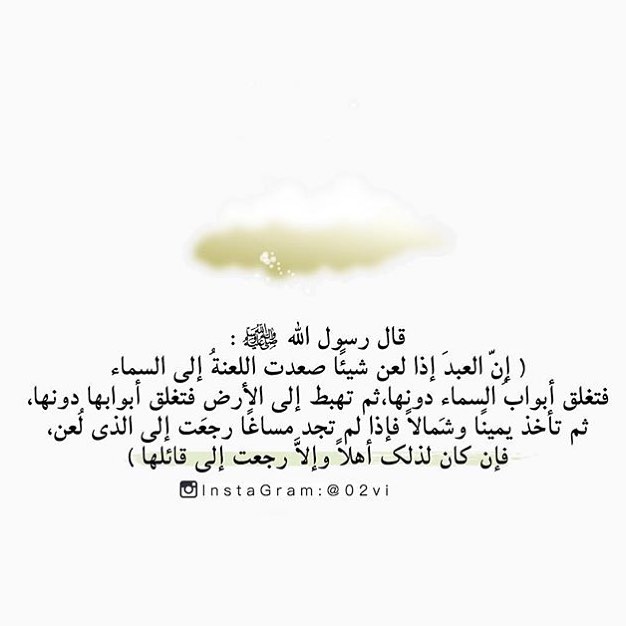 قال رسول الله ﷺ :
( إنّ العبدَ إذا لعن شيئًا صعدت اللعنةُ إلى السماء
فتغلق أبوابُ السماء دونها،ثم تهبط إلى الأرض فتغلق أبوابها دونها،
ثم تأخذ يمينًا وشَمالاً فإذا لم تجد مساغًا رجعَت إلى الذى لُعن،
فإن كان لذلك أهلاً وإلاَّ رجعت إلى قائلها )
InstaGram:@02vi